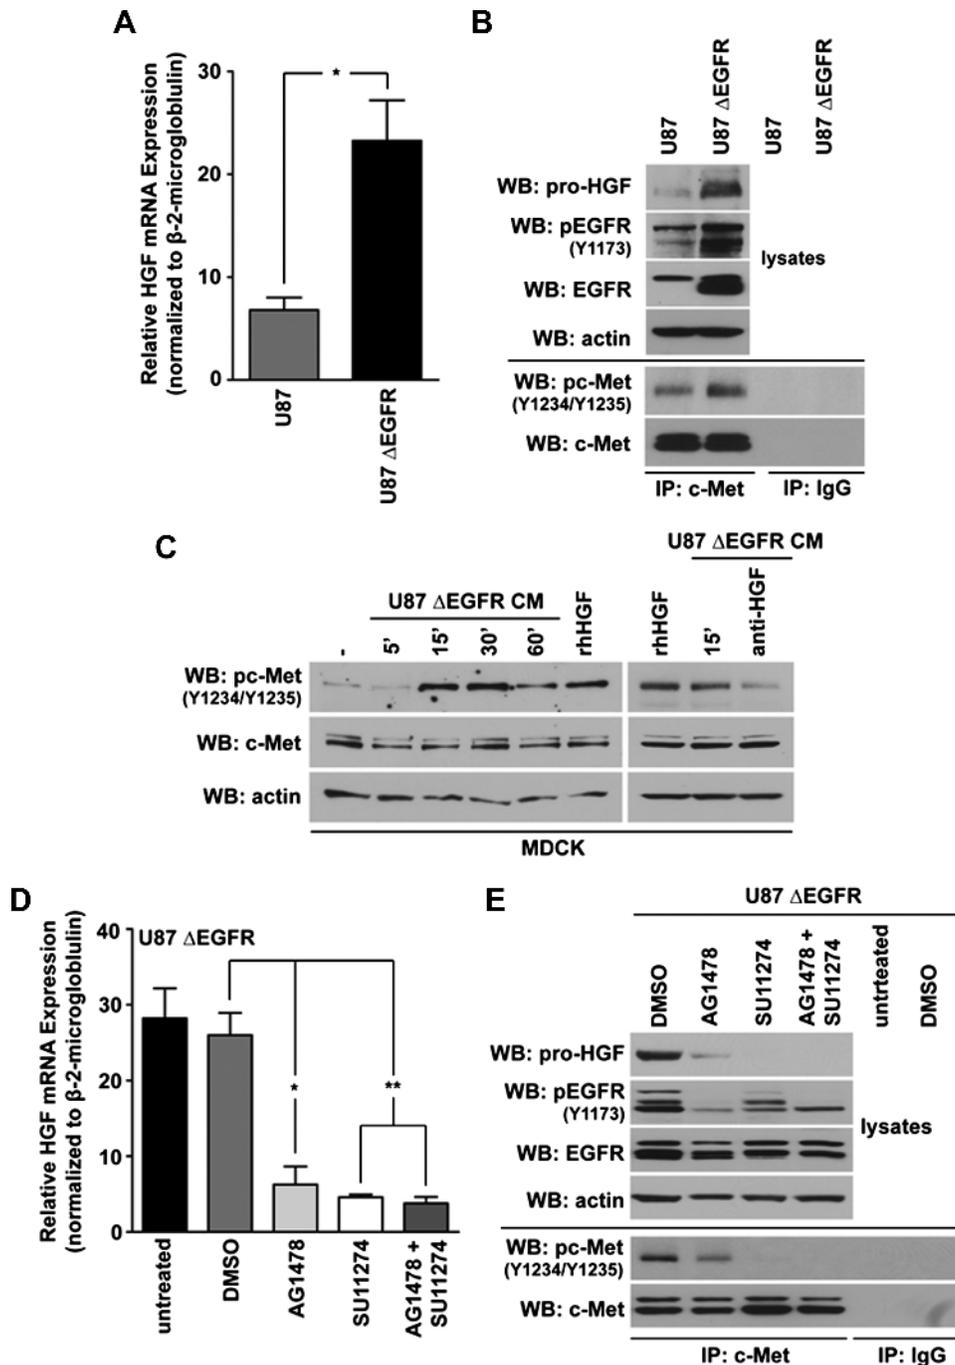 A
Relative HGF mRNA Expression
(normalized to β-2-microgloblulin)
30
20
10
0
*
U87
U87 ΔEGFR
B
U87
U87 ΔEGFR
U87
U87 ΔEGFR
WB: pro-HGF
WB: pEGFR
(Y1173)
WB: EGFR
WB: actin
lysates
WB: pc-Met
(Y1234/Y1235)
WB: c-Met
IP: c-Met
IP: IgG
C
U87 ΔEGFR CM
U87 ΔEGFR CM
-
5’
15’
30’
60’
rhHGF
rhHGF
15’
anti-HGF
WB: pc-Met
(Y1234/Y1235)
WB: c-Met
WB: actin
MDCK
D
Relative HGF mRNA Expression
(normalized to β-2-microgloblulin)
U87 ΔEGFR
40
30
20
10
0
*
**
untreated
DMSO
AG1478
SU11274
AG1478 +
SU11274
E
U87 ΔEGFR
DMSO
AG1478
SU11274
AG1478 +
SU11274
untrteated
DMSO
WB: pro-HGF
WB: pEGFR
(Y1173)
WB: EGFR
WB: actin
lysates
WB: pc-Met
(Y1234/Y1235)
WB: c-Met
IP: c-Met
IP: IgG